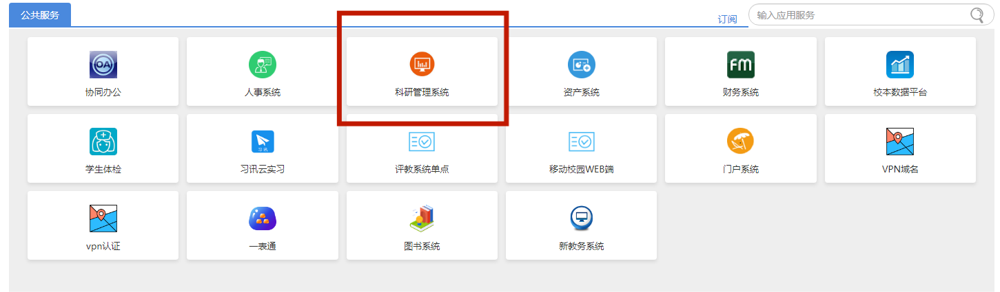 公共服务
订阅
输入应用服务
OA
协同办公
人事系统
科研管理系统
资产系统
fm
财务系统
校本数据平台
学生体检
习讯
习讯云实习
评教系统单点
移动校园WEB端
门户系统
VPN域名
vpn认证
一表通
图书系统
新教务系统